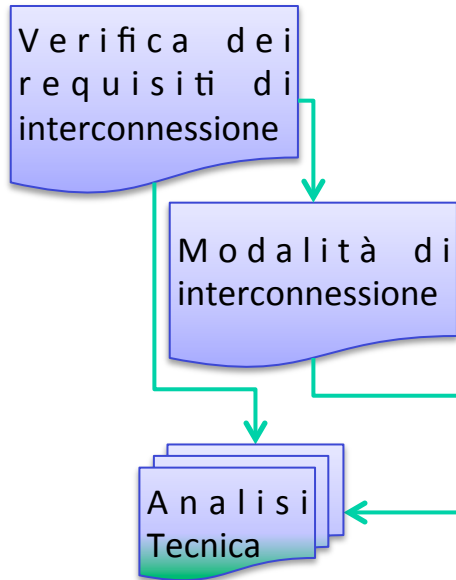 Verifica dei
requisiti di
interconnessione
Modalità di
interconnessione
Analisi
Tecnica